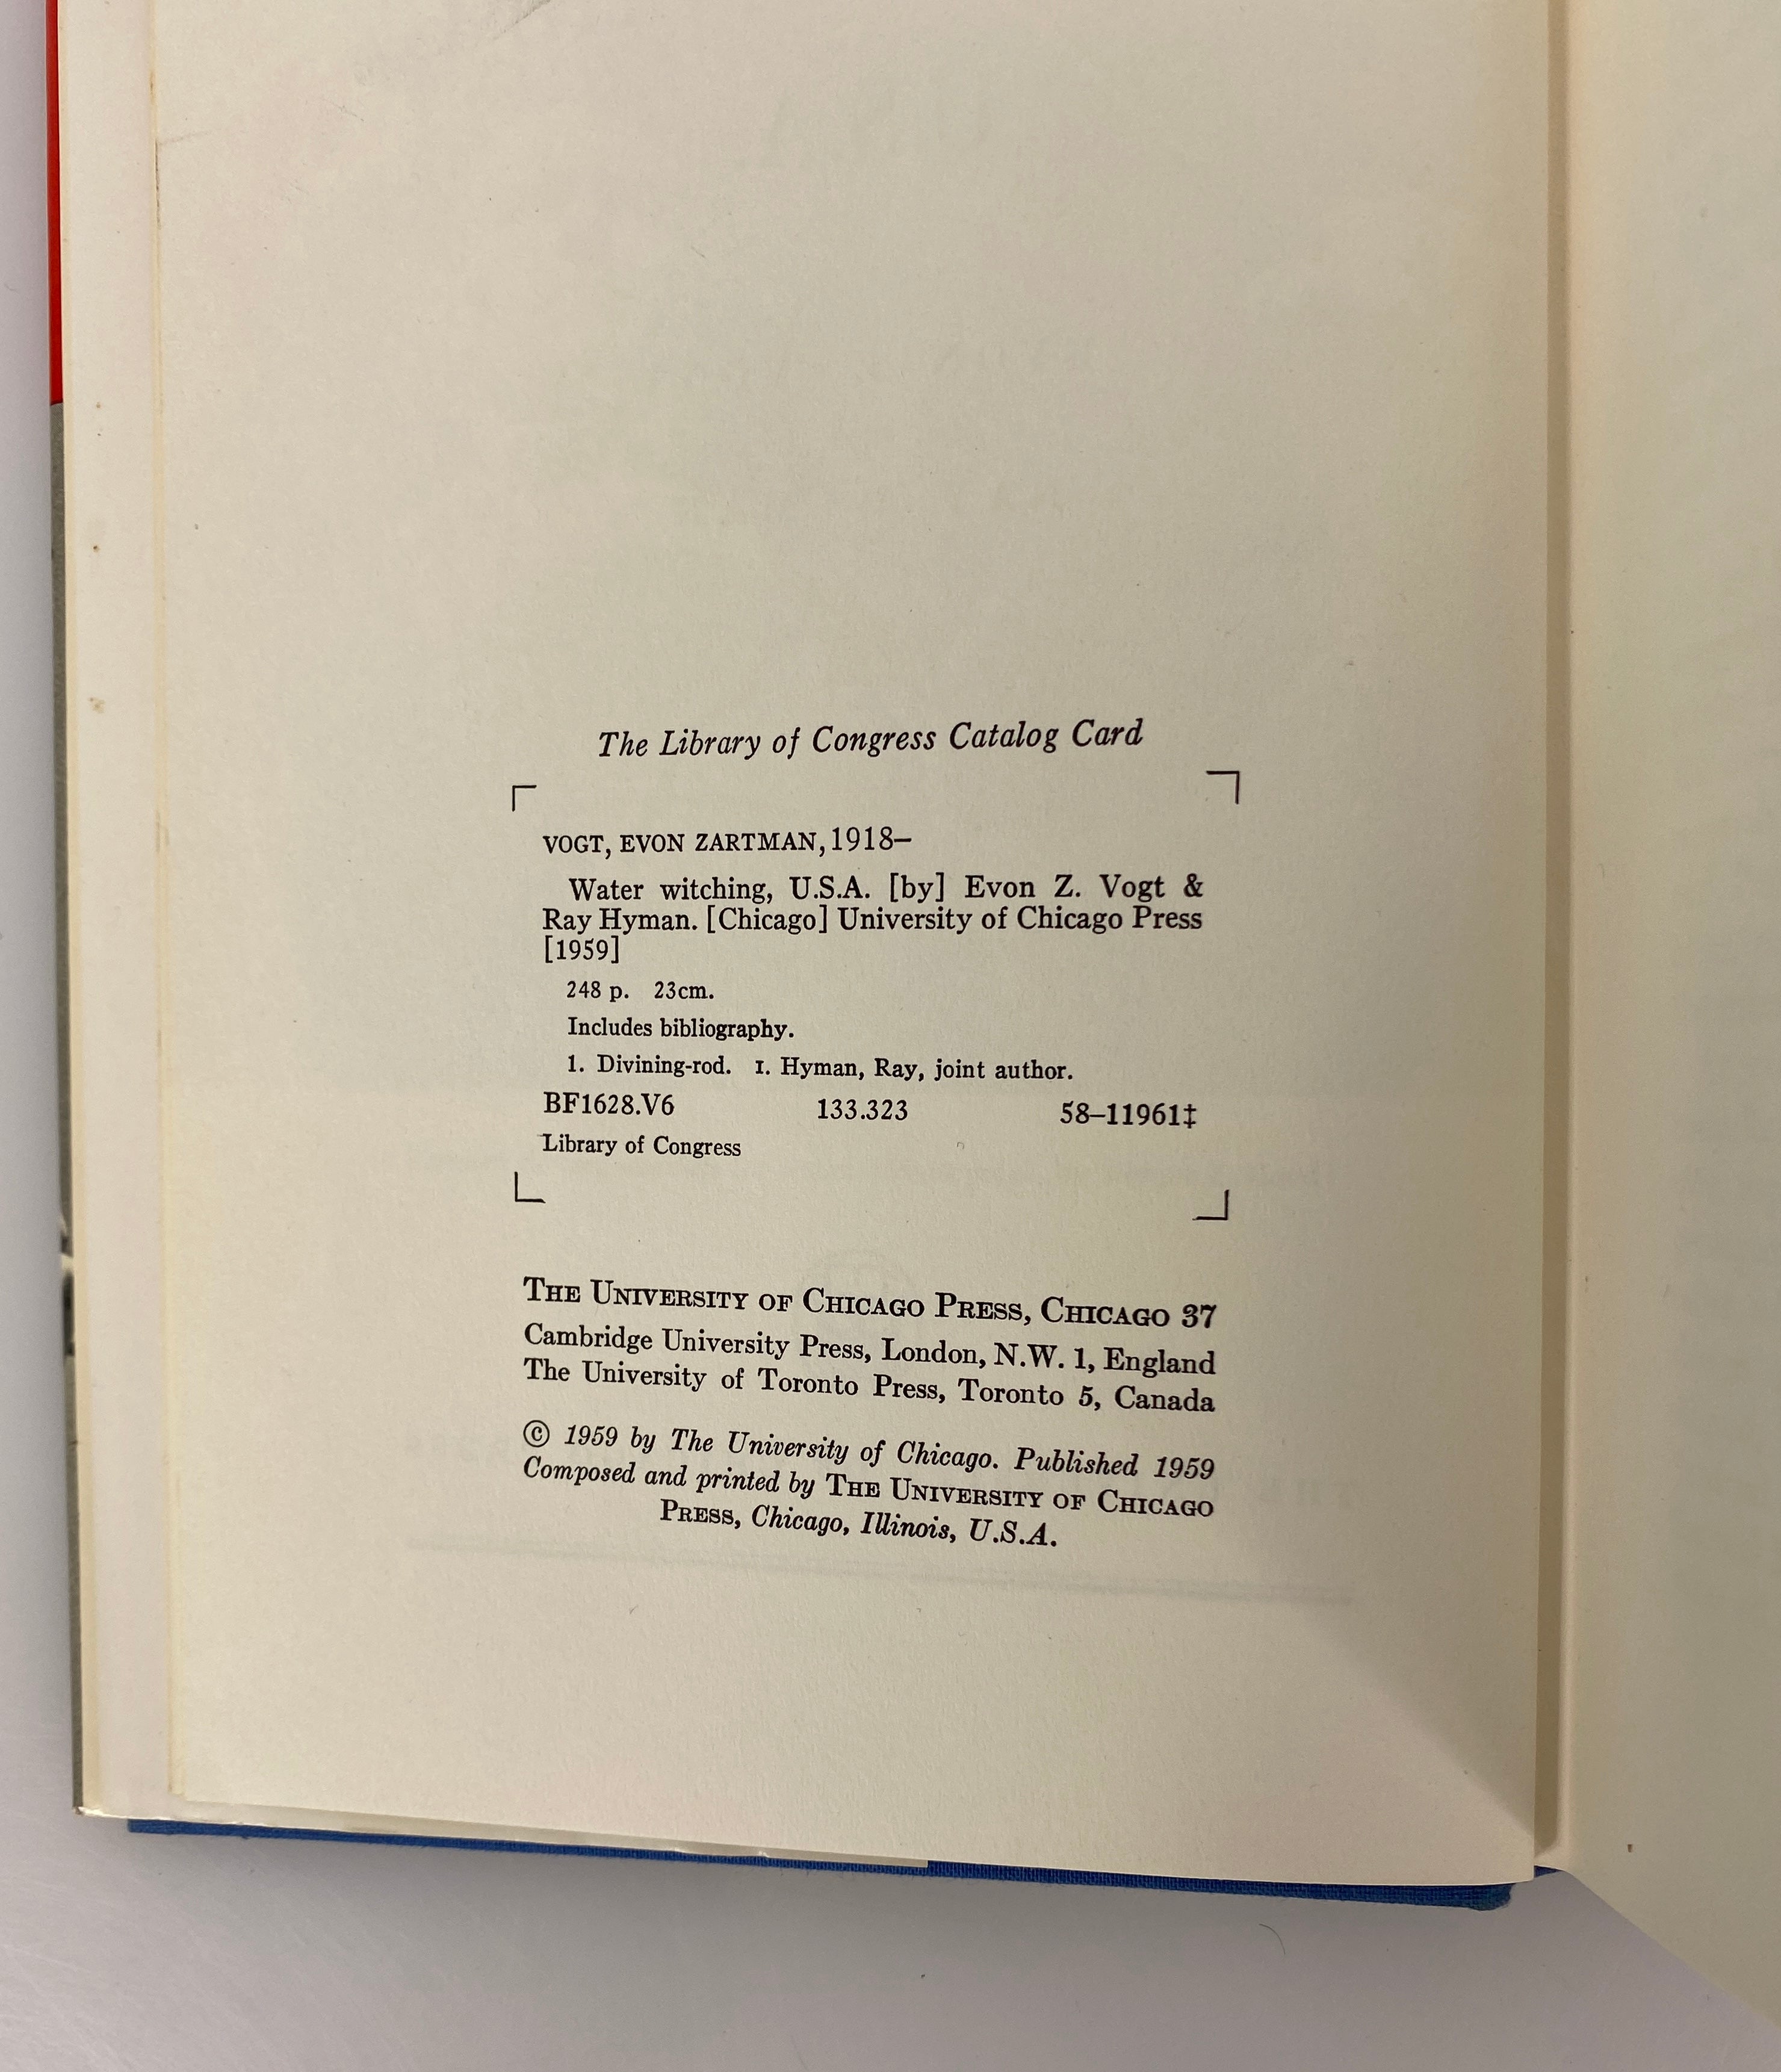 The Library of Congress Catalog Card
VOGT, EVON ZARTMAN, 1918–
Water witching, U.S.A. [by] Evon Z. Vogt &
Ray Hyman. [Chicago] University of Chicago Press
[1959]
248 p. 23cm.
Includes bibliography.
1. Divining-rod. I. Hyman, Ray, joint author.
BF1628.V6 133.323 58–11961‡
Library of Congress
THE UNIVERSITY OF CHICAGO PRESS, CHICAGO 37
Cambridge University Press, London, N.W. 1, England
The University of Toronto Press, Toronto 5, Canada
© 1959 by The University of Chicago. Published 1959
Composed and printed by THE UNIVERSITY OF CHICAGO
PRESS, Chicago, Illinois, U.S.A.